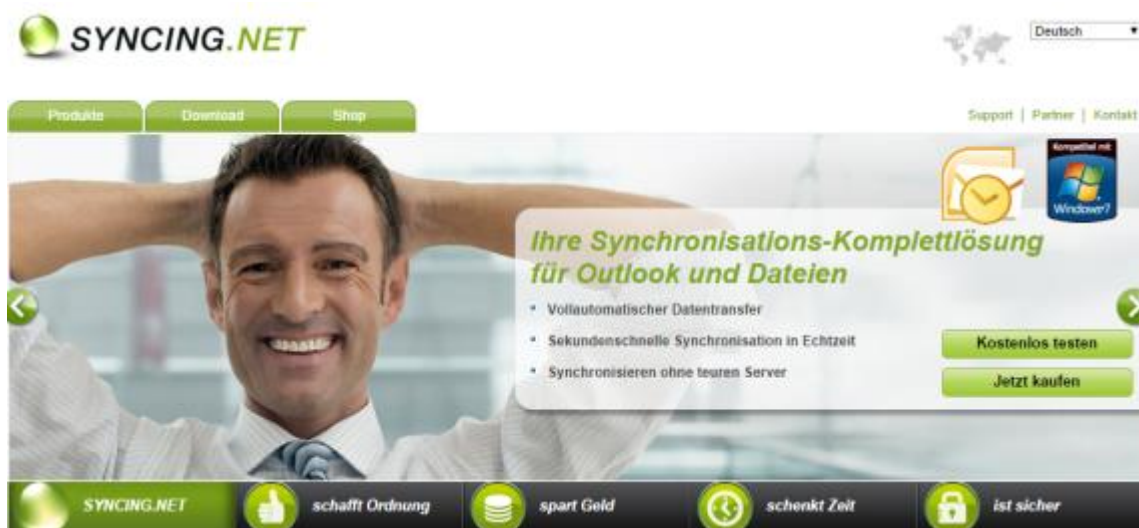 SYNCING.NET
Deutsch
Produkte Download Shop
Support | Partner | Kontakt
Kompatibel mit
Windows 7
Ihre Synchronisations-Komplettlösung
für Outlook und Dateien
Vollautomatischer Datentransfer
Sekundenschnelle Synchronisation in Echtzeit
Synchronisieren ohne teuren Server
Kostenlos testen
Jetzt kaufen
SYNCING.NET schafft Ordnung spart Geld schenkt Zeit ist sicher